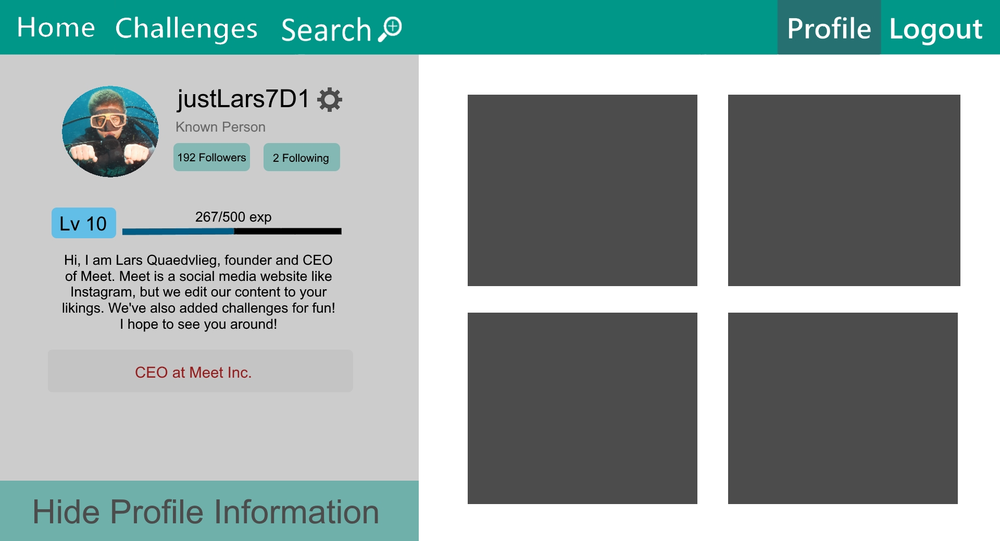 Home Challenges Search Profile Logout
justLars7D1
Known Person
192 Followers 2 Following
Lv 10 267/500 exp
Hi, I am Lars Quaedvlieg, founder and CEO
of Meet. Meet is a social media website like
Instagram, but we edit our content to your
likings. We've also added challenges for fun!
I hope to see you around!
CEO at Meet Inc.
Hide Profile Information